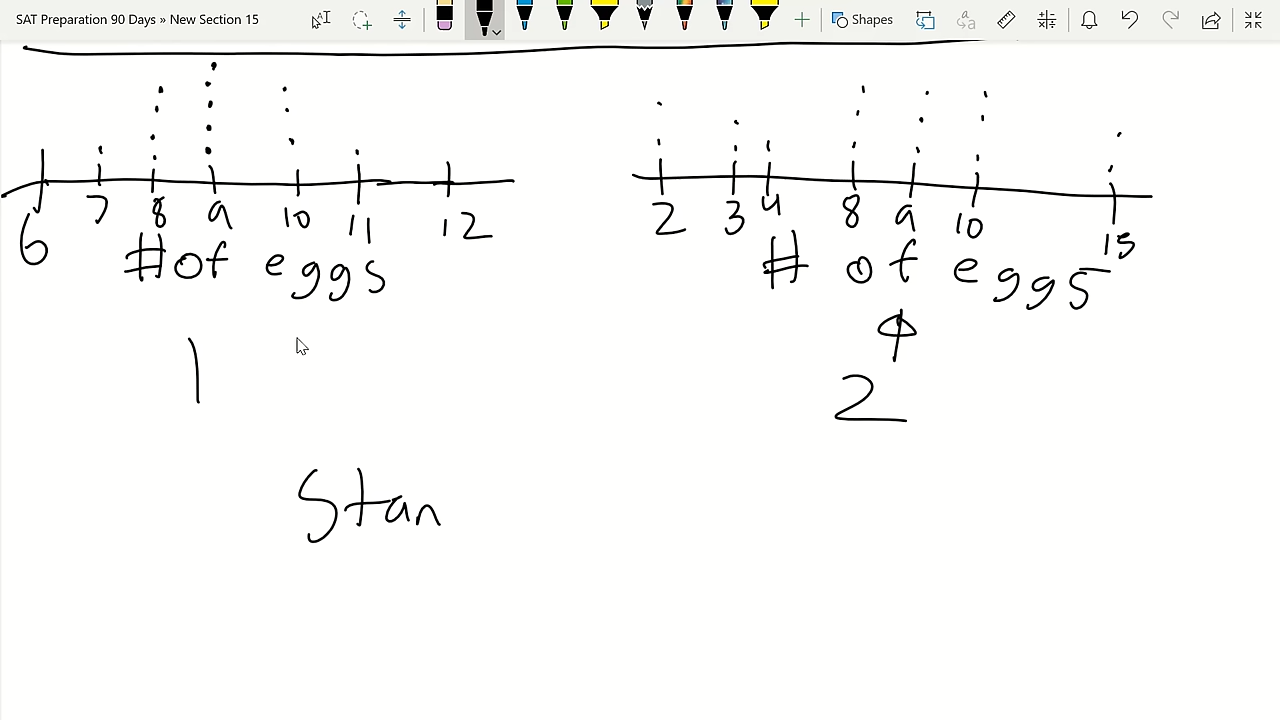 SAT Preparation 90 Days » New Section 15
Shapes
6 7 8 9 10 11 12
# of eggs
1
2 3 4 8 9 10 15
# of eggs
2
Stan